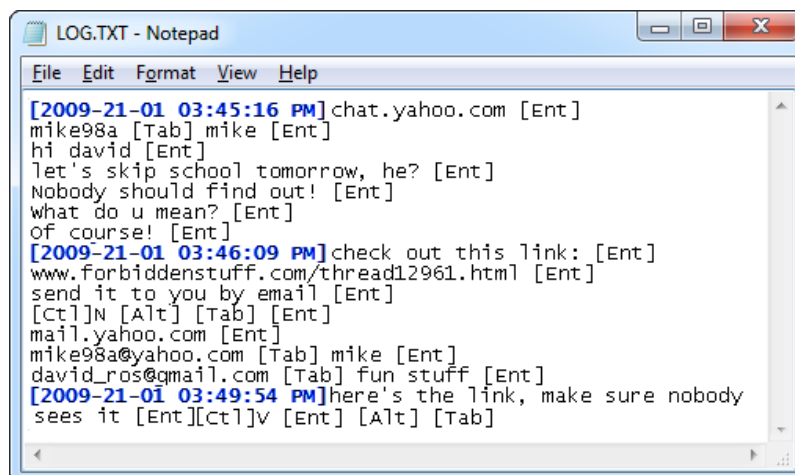 LOG.TXT - Notepad
File Edit Format View Help
[2009-21-01 03:45:16 PM]chat.yahoo.com [Ent]
mike98a [Tab] mike [Ent]
hi david [Ent]
let's skip school tomorrow, he? [Ent]
Nobody should find out! [Ent]
What do u mean? [Ent]
Of course! [Ent]
[2009-21-01 03:46:09 PM]check out this link: [Ent]
www.forbiddenstuff.com/thread12961.html [Ent]
send it to you by email [Ent]
[Ctl]N [Alt] [Tab] [Ent]
mail.yahoo.com [Ent]
mike98a@yahoo.com [Tab] mike [Ent]
david_ros@gmail.com [Tab] fun stuff [Ent]
[2009-21-01 03:49:54 PM]here's the link, make sure nobody
sees it [Ent][Ctl]V [Ent] [Alt] [Tab]